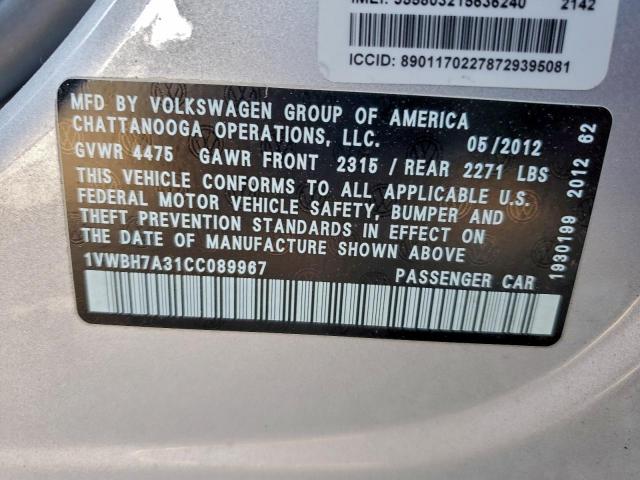 2142
ICCID: 89011702278729395081
MFD BY VOLKSWAGEN GROUP OF AMERICA
CHATTANOOGA OPERATIONS, LLC. 05/2012
GVWR 4475 GAWR FRONT 2315 / REAR 2271 LBS
THIS VEHICLE CONFORMS TO ALL APPLICABLE U.S.
FEDERAL MOTOR VEHICLE SAFETY, BUMPER AND
THEFT PREVENTION STANDARDS IN EFFECT ON
THE DATE OF MANUFACTURE SHOWN ABOVE
1VWBH7A31CC089967 PASSENGER CAR
1930199 2012 62